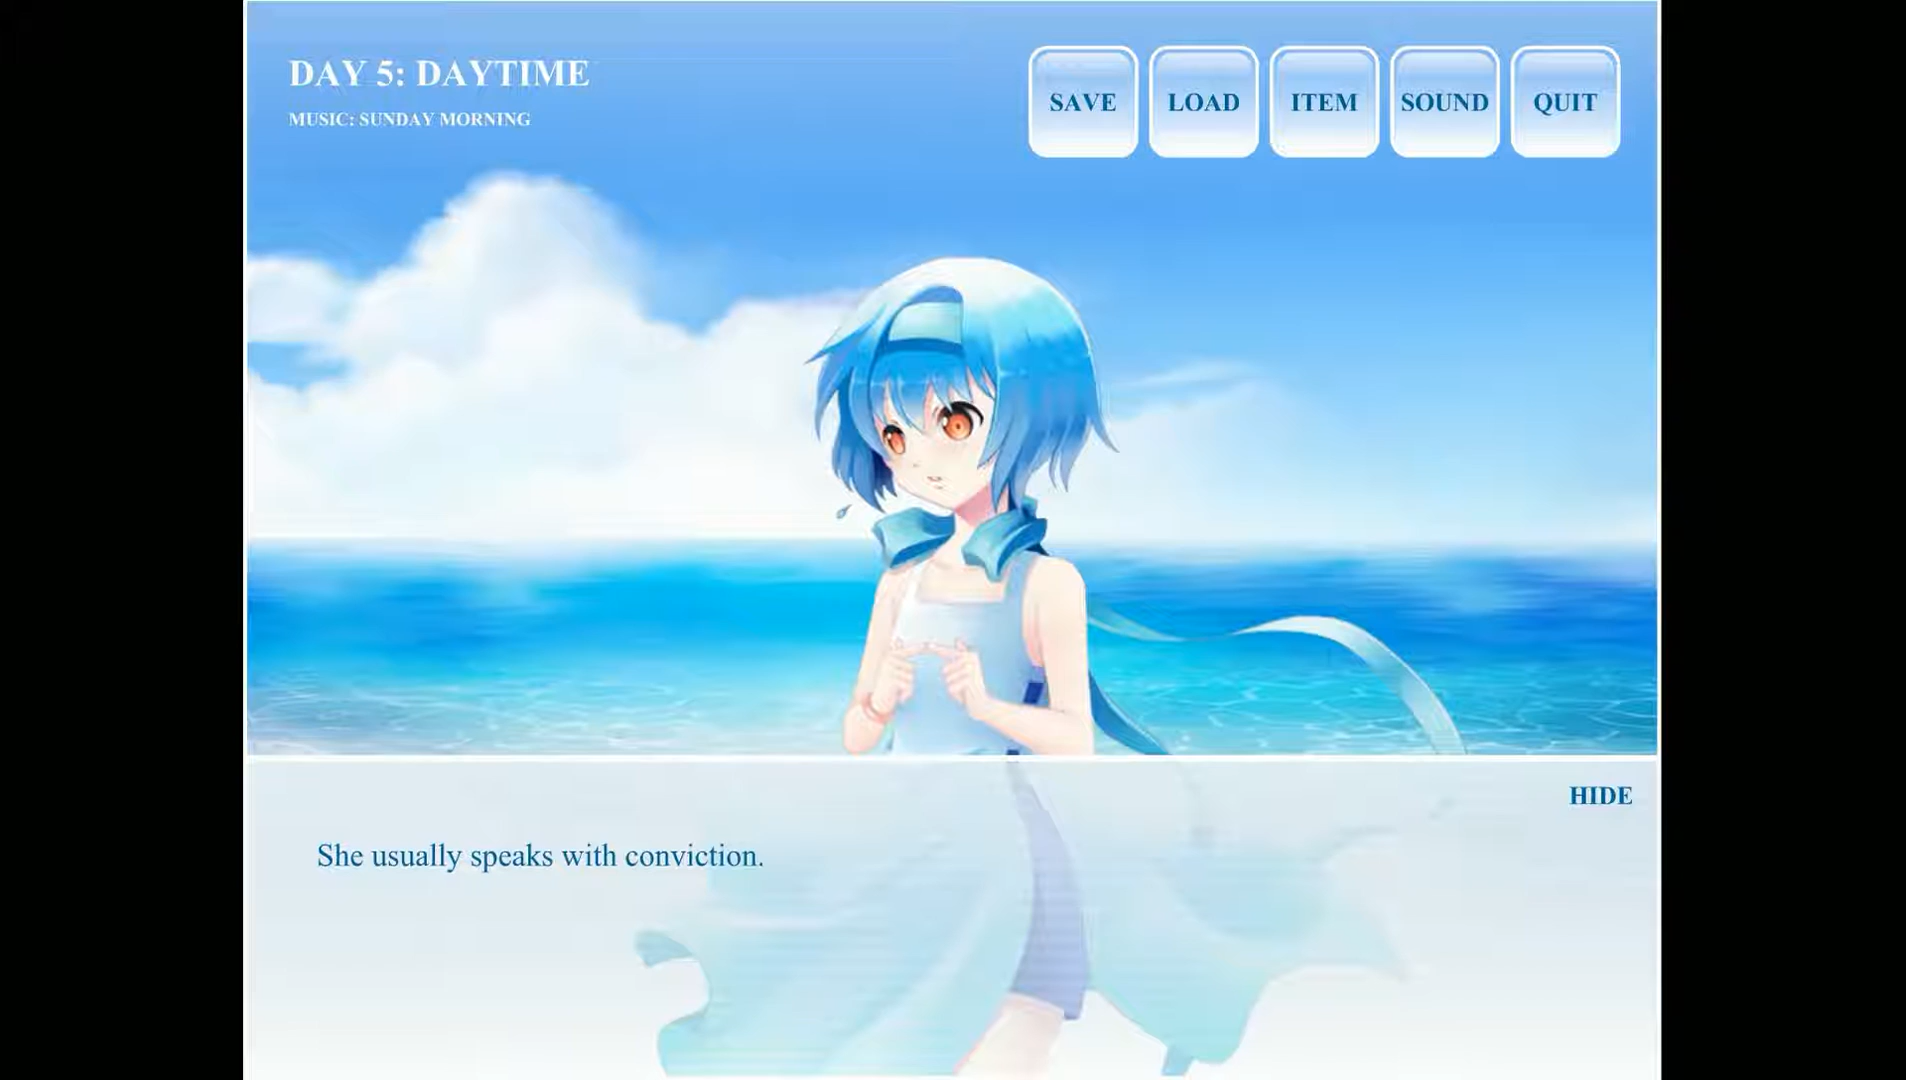 DAY 5: DAYTIME
MUSIC: SUNDAY MORNING
SAVE
LOAD
ITEM
SOUND
QUIT
HIDE
She usually speaks with conviction.